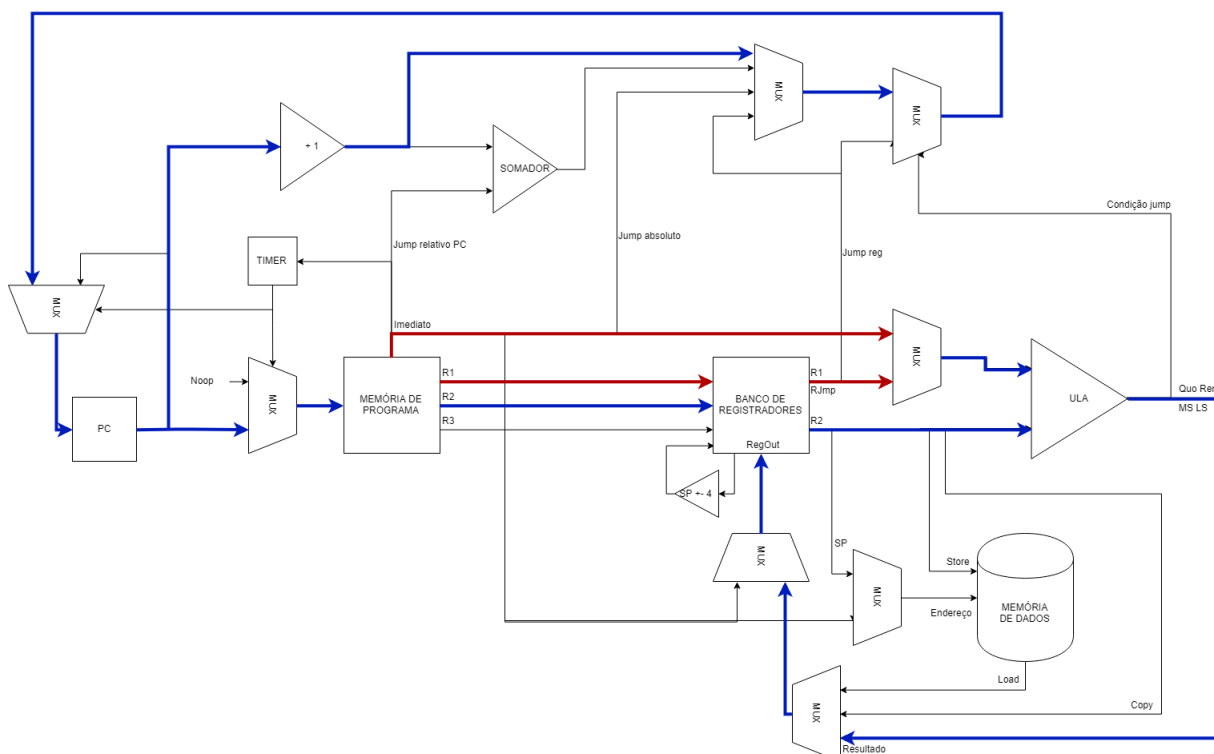 MUX
MUX
+ 1
SOMADOR
Condição jump
Jump relativo PC
Jump absoluto
Jump reg
TIMER
MUX
Imediato
MUX
Noop
MUX
MEMÓRIA DE
PROGRAMA
R1
R2
R3
BANCO DE
REGISTRADORES
RegOut
R1
RJmp
R2
ULA
Quo Rem
MS LS
PC
SP +- 4
MUX
SP
MUX
Store
Endereço
MEMÓRIA
DE DADOS
Load
Copy
MUX
Resultado